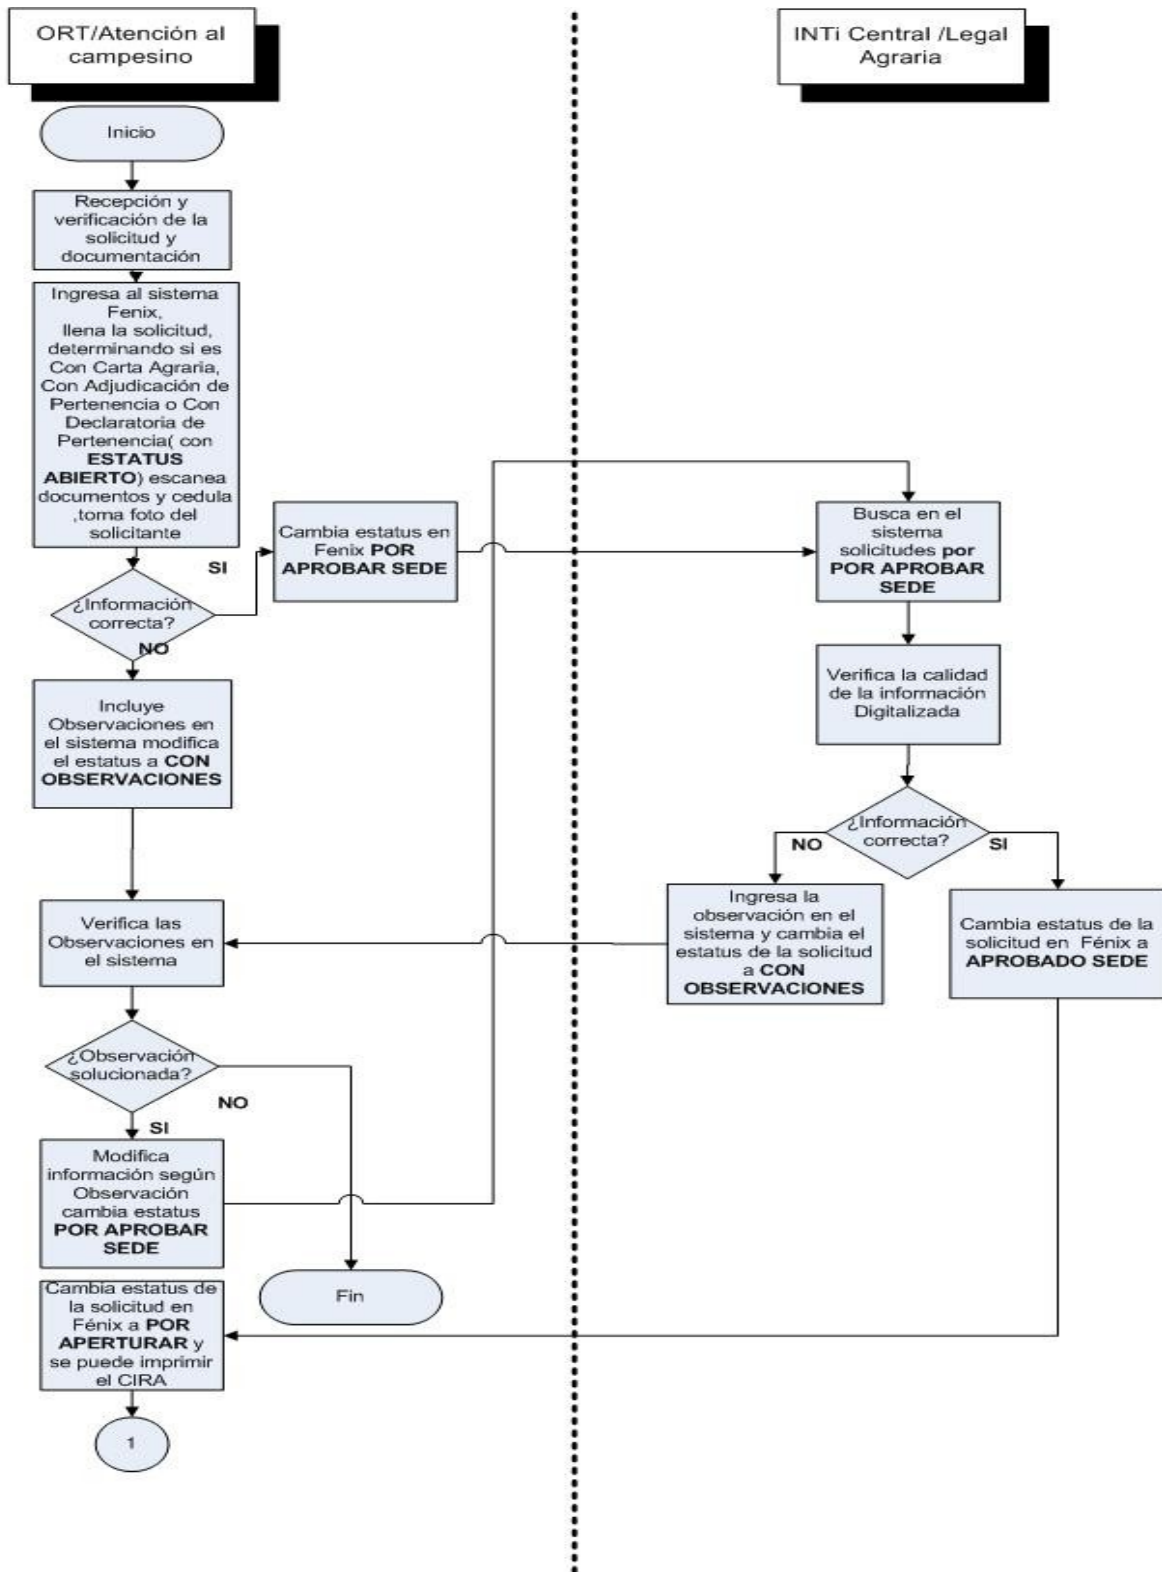 ORT/Atención al
campesino
INTi Central /Legal
Agraria
Inicio
Recepción y
verificación de la
solicitud y
documentación
Ingresa al sistema
Fenix,
llena la solicitud,
determinando si es
Con Carta Agraria,
Con Adjudicación de
Pertenencia o Con
Declaratoria de
Pertenencia( con
ESTATUS
ABIERTO) escanea
documentos y cedula
,toma foto del
solicitante
SI
Cambia estatus en
Fenix POR
APROBAR SEDE
Busca en el
sistema
solicitudes por
POR APROBAR
SEDE
¿Información
correcta?
NO
Verifica la calidad
de la información
Digitalizada
Incluye
Observaciones en
el sistema modifica
el estatus a CON
OBSERVACIONES
¿Información
correcta?
NO
SI
Ingresa la
observación en el
sistema y cambia el
estatus de la solicitud
a CON
OBSERVACIONES
Cambia estatus de la
solicitud en Fénix a
APROBADO SEDE
Verifica las
Observaciones en
el sistema
¿Observación
solucionada?
NO
SI
Modifica
información según
Observación
cambia estatus
POR APROBAR
SEDE
Fin
Cambia estatus de
la solicitud en
Fénix a POR
APERTURAR y
se puede imprimir
el CIRA
1